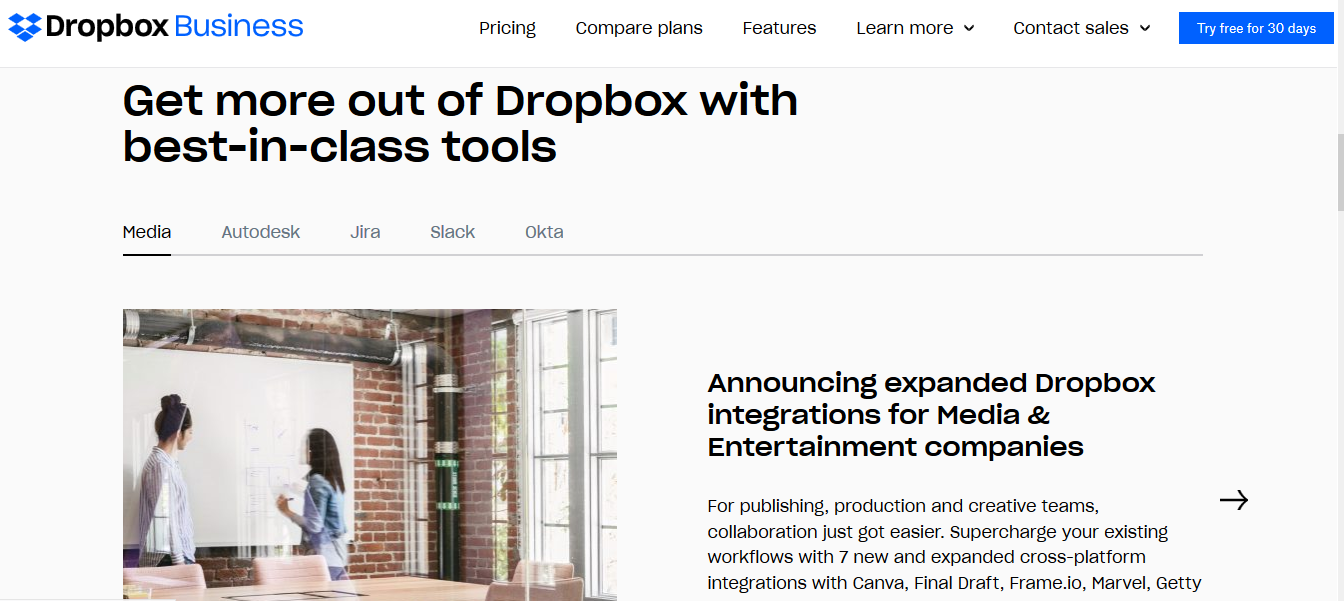 Dropbox Business
Pricing
Compare plans
Features
Learn more
Contact sales
Try free for 30 days
Get more out of Dropbox with
best-in-class tools
Media
Autodesk
Jira
Slack
Okta
Announcing expanded Dropbox
integrations for Media &
Entertainment companies
For publishing, production and creative teams,
collaboration just got easier. Supercharge your existing
workflows with 7 new and expanded cross-platform
integrations with Canva, Final Draft, Frame.io, Marvel, Getty